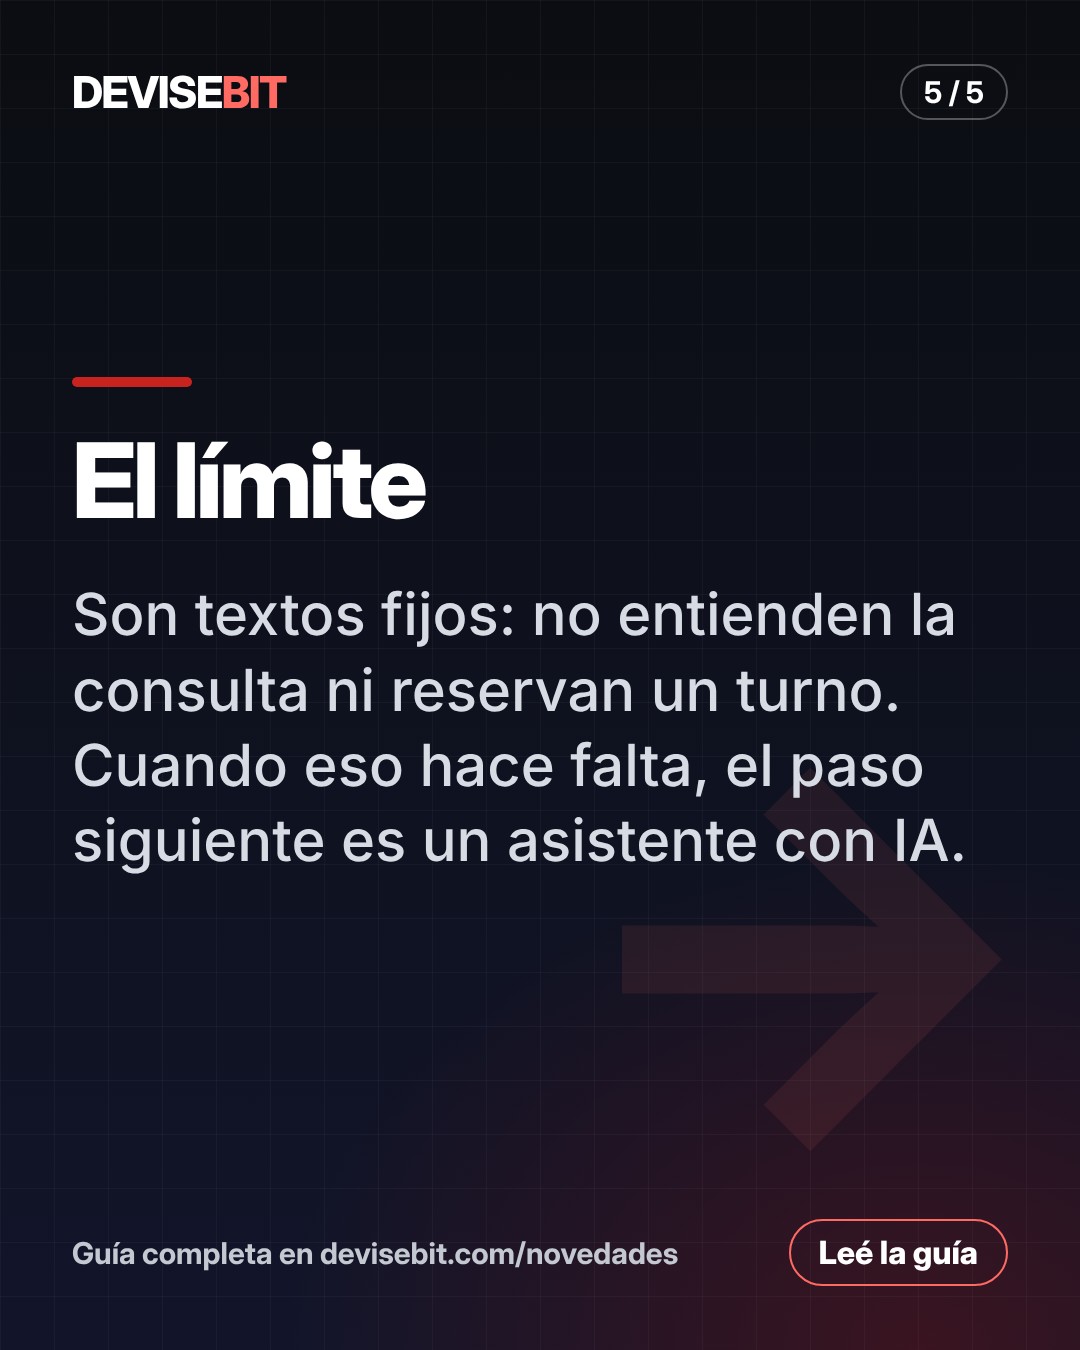 DEVISEBIT
5 / 5
El límite
Son textos fijos: no entienden la
consulta ni reservan un turno.
Cuando eso hace falta, el paso
siguiente es un asistente con IA.
Guía completa en devisebit.com/novedades
Leé la guía